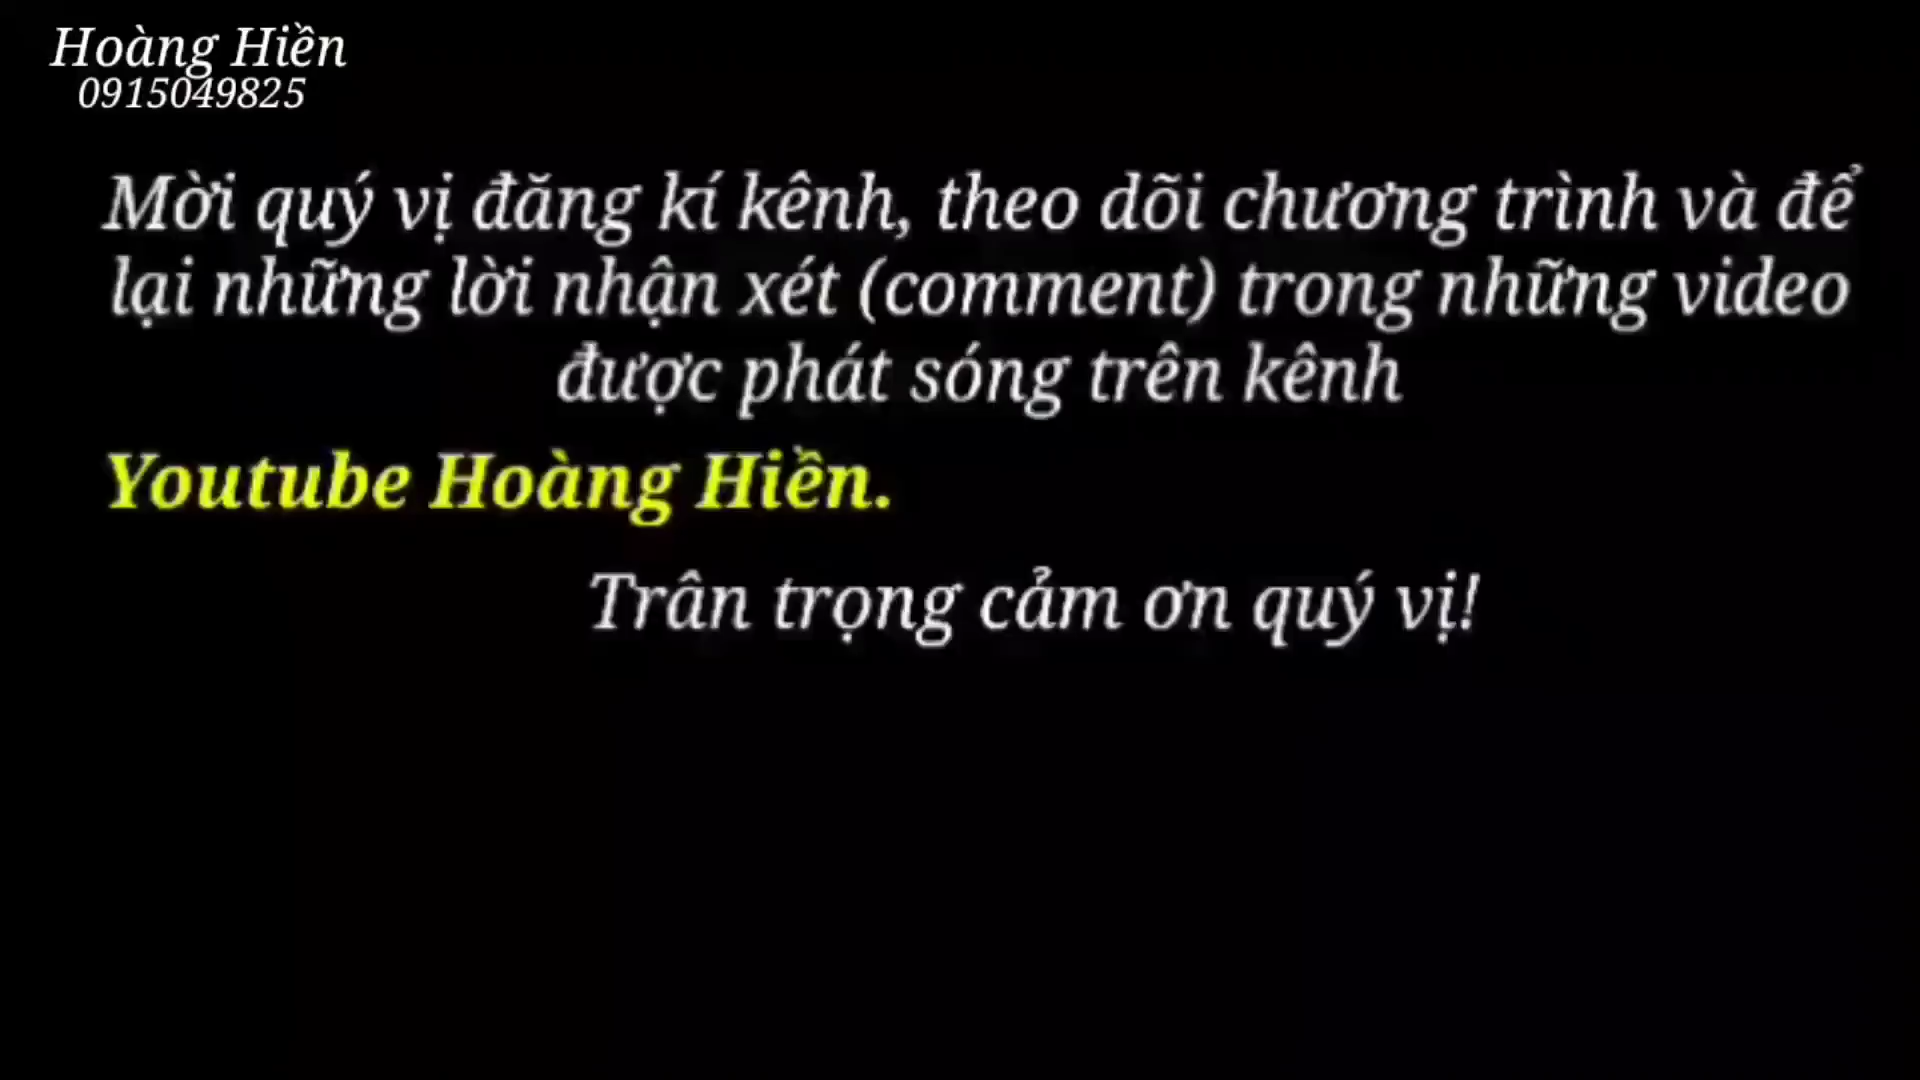 Hoàng Hiền
0915049825
Mời quý vị đăng kí kênh, theo dõi chương trình và để
lại những lời nhận xét (comment) trong những video
được phát sóng trên kênh
Youtube Hoàng Hiền.
Trân trọng cảm ơn quý vị!